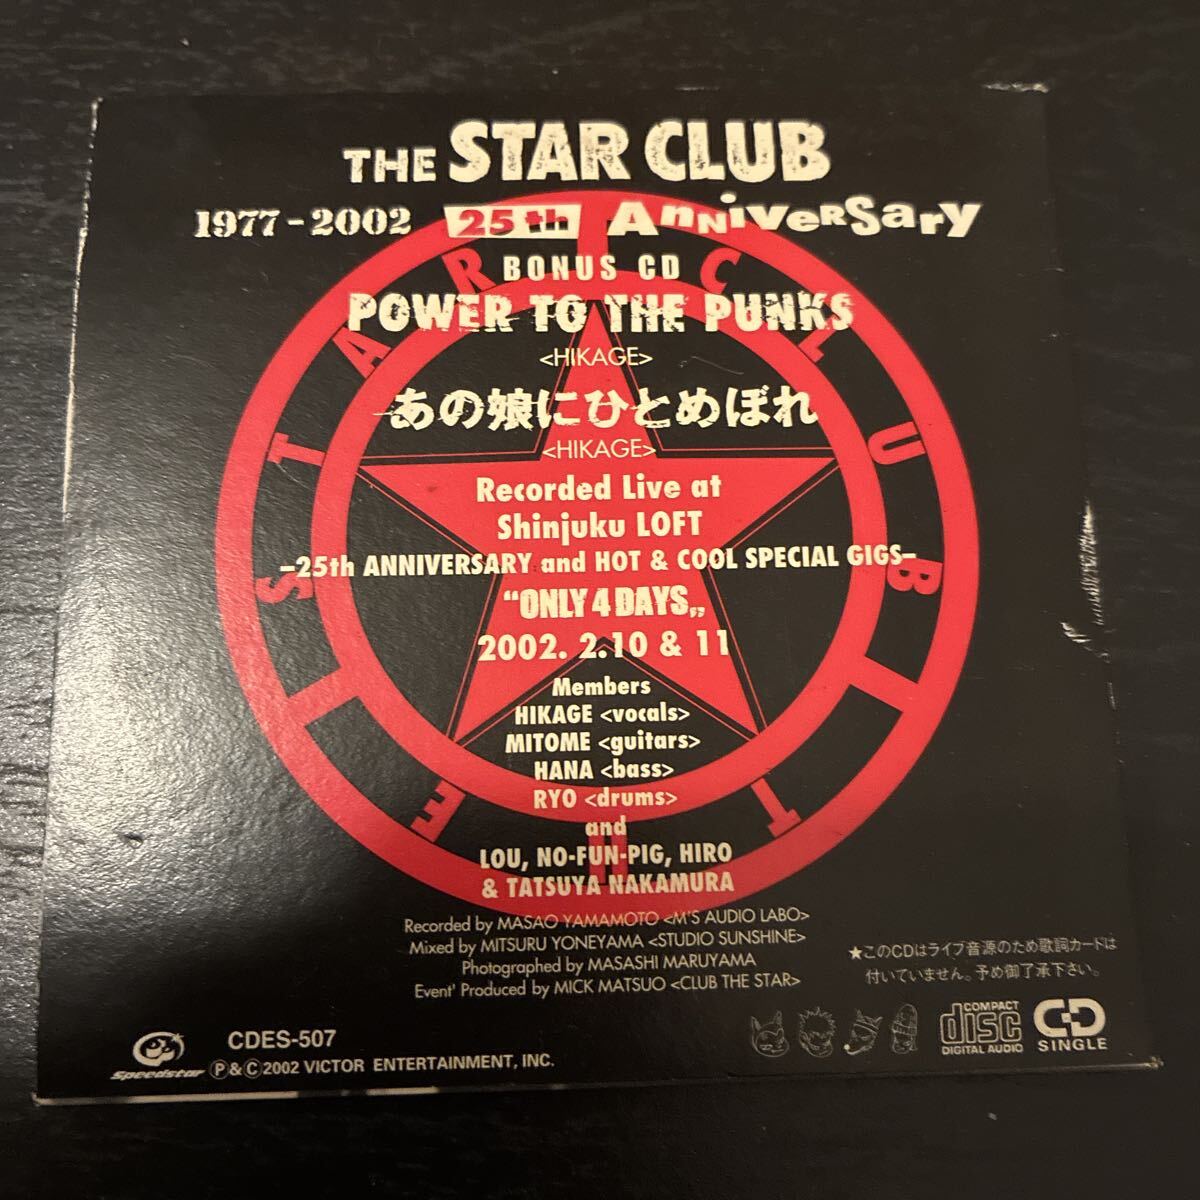 THE STAR CLUB
1977-2002 25th AnNiVeRSary
BONUS CD
POWER TO THE PUNKS
<HIKAGE>
あの娘にひとめぼれ
<HIKAGE>
Recorded Live at
Shinjuku LOFT
-25th ANNIVERSARY and HOT & COOL SPECIAL GIGS-
"ONLY 4 DAYS„
2002. 2.10 & 11
Members
HIKAGE <vocals>
MITOME <guitars>
HANA <bass>
RYO <drums>
and
LOU, NO-FUN-PIG, HIRO
& TATSUYA NAKAMURA
THE STAR CLUB
Recorded by MASAO YAMAMOTO <M'S AUDIO LABO>
Mixed by MITSURU YONEYAMA <STUDIO SUNSHINE>
Photographed by MASASHI MARUYAMA
Event' Produced by MICK MATSUO <CLUB THE STAR>
★このCDはライブ音源のため歌詞カードは
付いていません。予め御了承下さい。
Speedstar
CDES-507
Ⓟ&Ⓒ2002 VICTOR ENTERTAINMENT, INC.
COMPACT
disc
DIGITAL AUDIO
CD
SINGLE